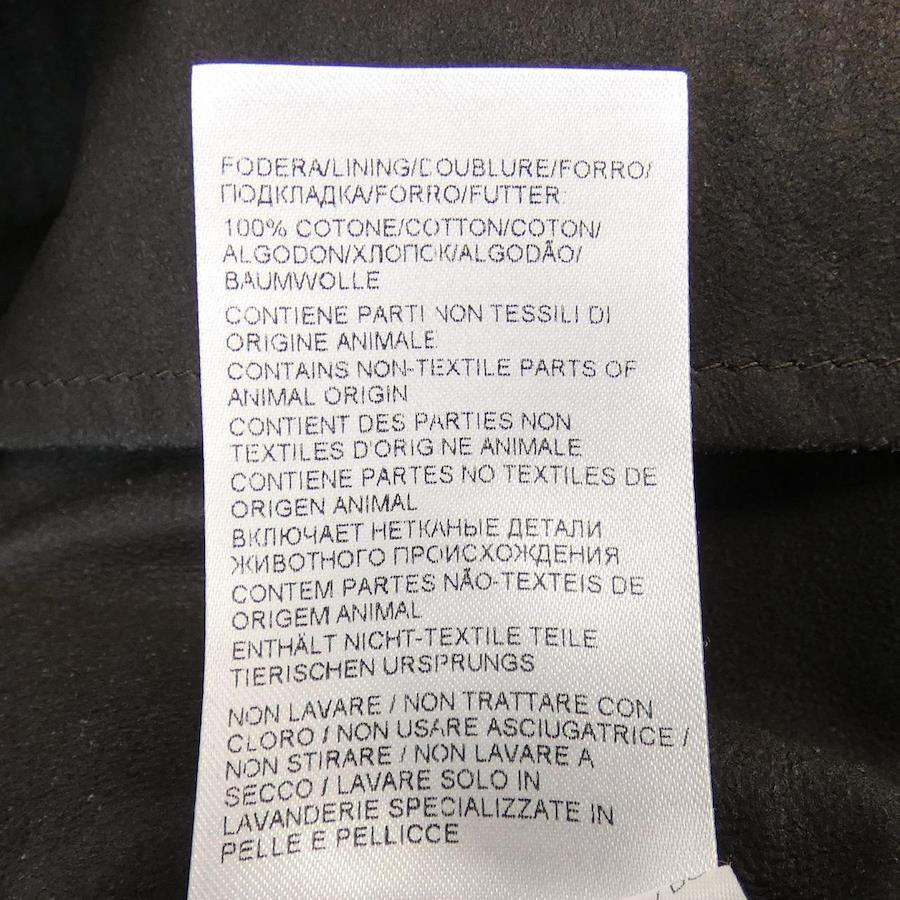 FODERA/LINING/DOUBLURE/FORRO/
ПОДКЛАДКА/FORRO/FUTTER:
100% COTONE/COTTON/COTON/
ALGODON/ХЛОПОК/ALGODÃO/
BAUMWOLLE
CONTIENE PARTI NON TESSILI DI
ORIGINE ANIMALE
CONTAINS NON-TEXTILE PARTS OF
ANIMAL ORIGIN
CONTIENT DES PARTIES NON
TEXTILES D'ORIGINE ANIMALE
CONTIENE PARTES NO TEXTILES DE
ORIGEN ANIMAL
ВКЛЮЧАЕТ НЕТКАНЫЕ ДЕТАЛИ
ЖИВОТНОГО ПРОИСХОЖДЕНИЯ
CONTEM PARTES NÃO-TEXTEIS DE
ORIGEM ANIMAL
ENTHÄLT NICHT-TEXTILE TEILE
TIERISCHEN URSPRUNGS
NON LAVARE / NON TRATTARE CON
CLORO / NON USARE ASCIUGATRICE /
NON STIRARE / NON LAVARE A
SECCO / LAVARE SOLO IN
LAVANDERIE SPECIALIZZATE IN
PELLE E PELLICCE